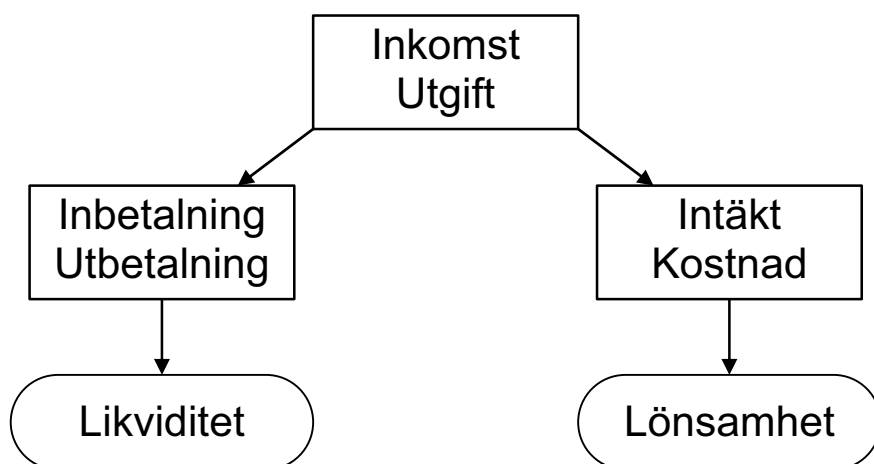 Inkomst
Utgift
Inbetalning
Utbetalning
Intäkt
Kostnad
Likviditet
Lönsamhet